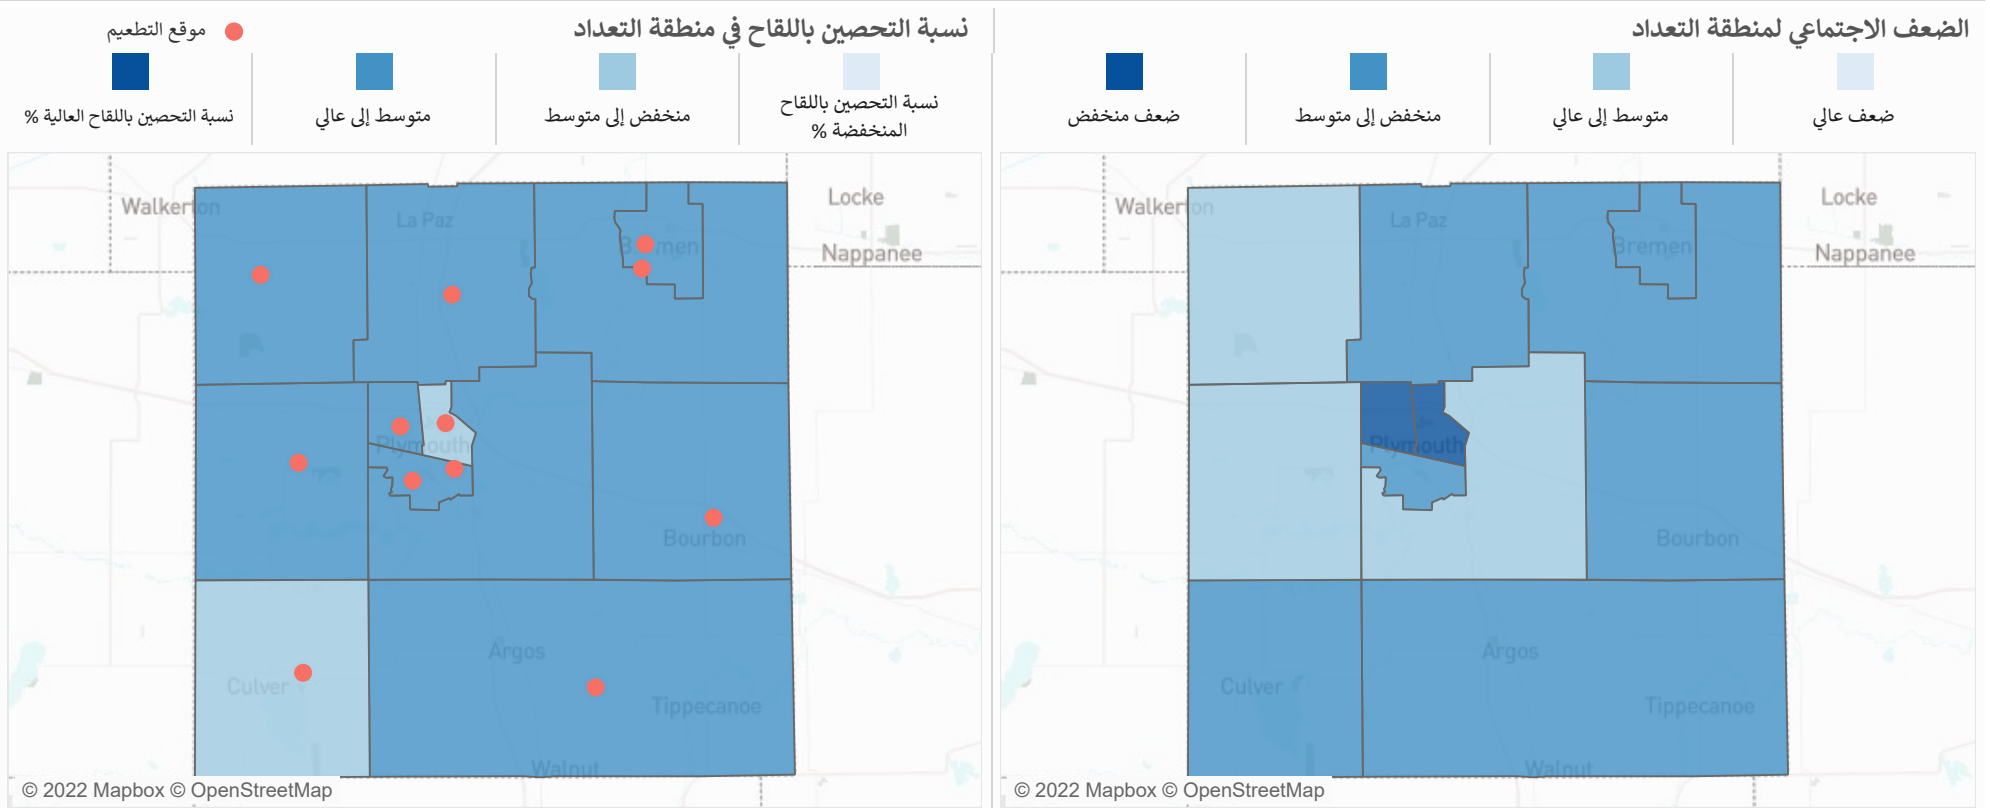 الضعف الاجتماعي لمنطقة التعداد
ضعف عالي
متوسط إلى عالي
منخفض إلى متوسط
ضعف منخفض
Walkerton
La Paz
Bremen
Locke
Nappanee
Plymouth
Bourbon
Argos
Culver
Tippecanoe
Walnut
© 2022 Mapbox © OpenStreetMap
نسبة التحصين باللقاح في منطقة التعداد
موقع التطعيم
نسبة التحصين باللقاح
المنخفضة %
منخفض إلى متوسط
متوسط إلى عالي
نسبة التحصين باللقاح العالية %
Walkerton
La Paz
Bremen
Locke
Nappanee
Plymouth
Bourbon
Argos
Culver
Tippecanoe
Walnut
© 2022 Mapbox © OpenStreetMap